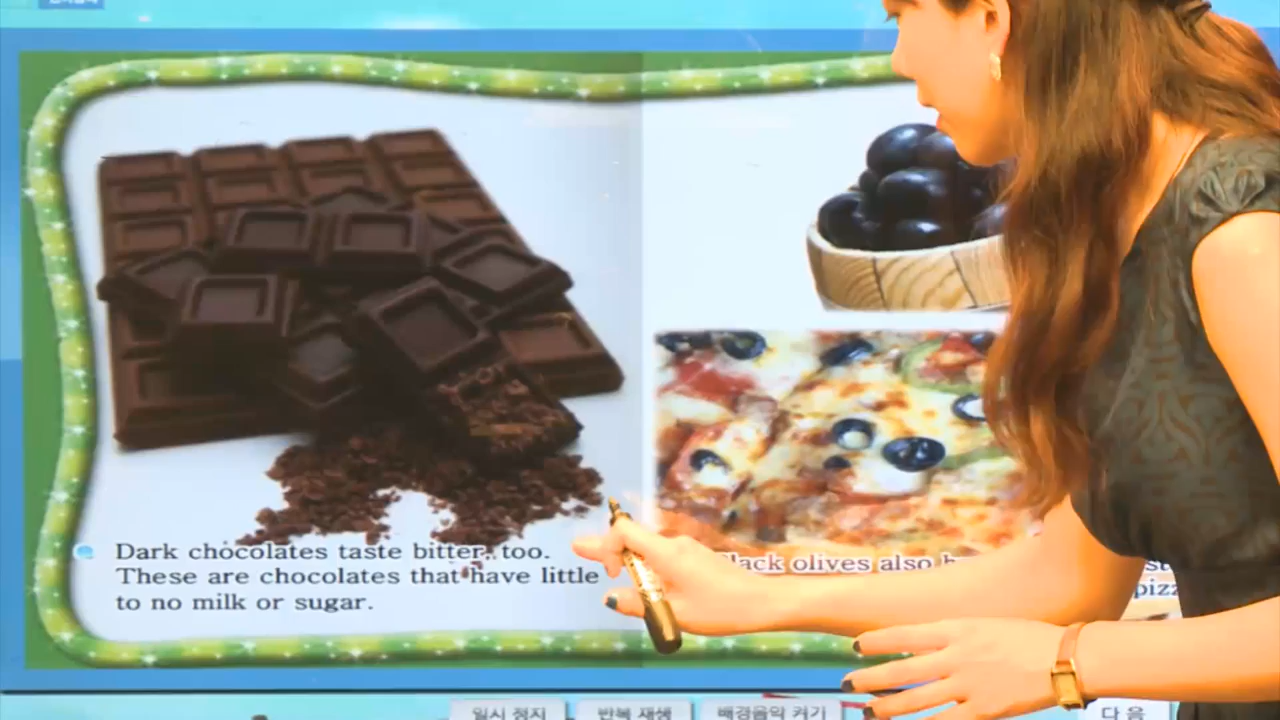 Dark chocolates taste bitter, too.
These are chocolates that have little
to no milk or sugar.
olives also
일시 정지
반복 재생
배경음악 켜기
다 음